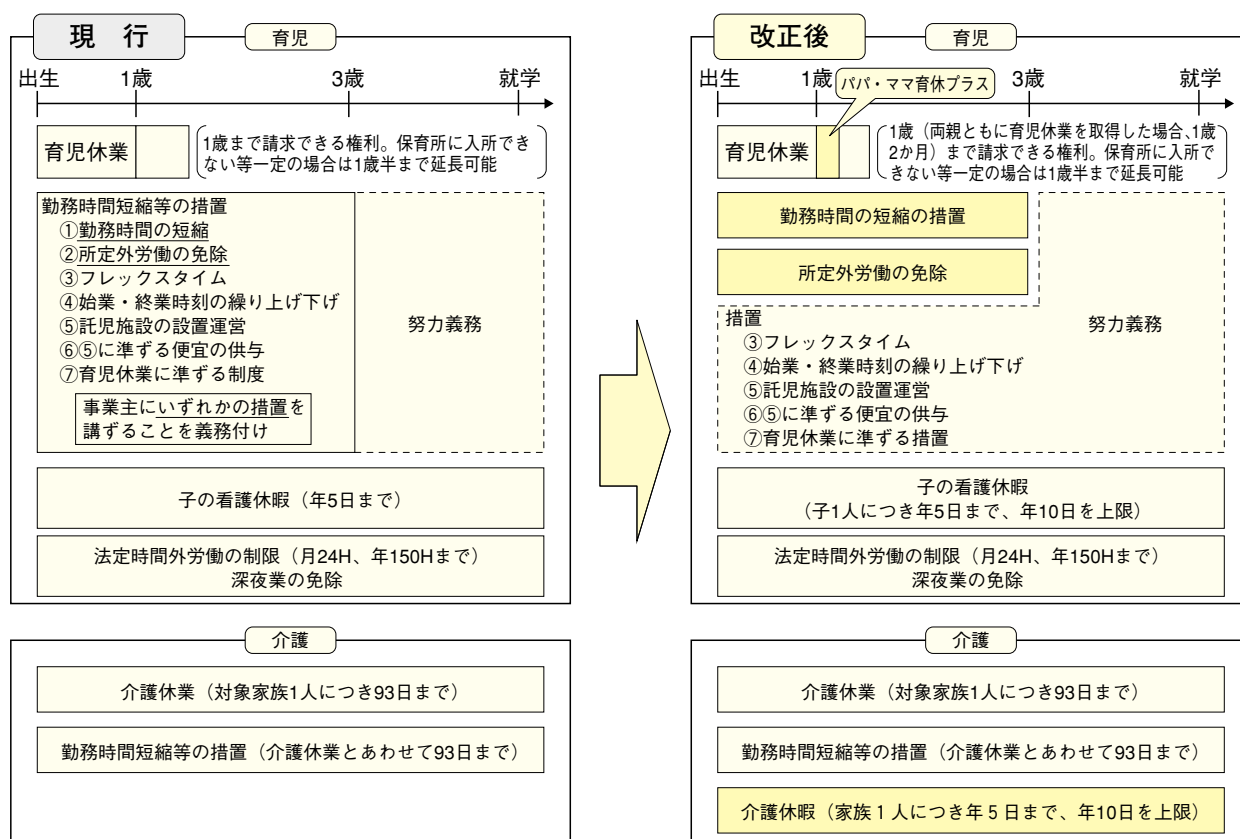 現　行
育児
出生
1歳
3歳
就学
育児休業
1歳まで請求できる権利。保育所に入所でき
ない等一定の場合は1歳半まで延長可能
勤務時間短縮等の措置
①勤務時間の短縮
②所定外労働の免除
③フレックスタイム
④始業・終業時刻の繰り上げ下げ
⑤託児施設の設置運営
⑥⑤に準ずる便宜の供与
⑦育児休業に準ずる制度
事業主にいずれかの措置を
講ずることを義務付け
努力義務
子の看護休暇（年5日まで）
法定時間外労働の制限（月24H、年150Hまで）
深夜業の免除
介護
介護休業（対象家族1人につき93日まで）
勤務時間短縮等の措置（介護休業とあわせて93日まで）
改正後
育児
出生
1歳
パパ・ママ育休プラス
3歳
就学
育児休業
1歳（両親ともに育児休業を取得した場合、1歳
2か月）まで請求できる権利。保育所に入所で
きない等一定の場合は1歳半まで延長可能
勤務時間の短縮の措置
所定外労働の免除
措置
③フレックスタイム
④始業・終業時刻の繰り上げ下げ
⑤託児施設の設置運営
⑥⑤に準ずる便宜の供与
⑦育児休業に準ずる措置
努力義務
子の看護休暇
（子1人につき年5日まで、年10日を上限）
法定時間外労働の制限（月24H、年150Hまで）
深夜業の免除
介護
介護休業（対象家族1人につき93日まで）
勤務時間短縮等の措置（介護休業とあわせて93日まで）
介護休暇（家族１人につき年５日まで、年10日を上限）